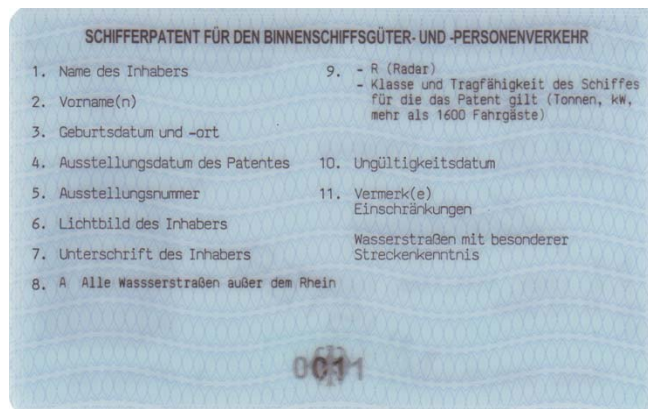 SCHIFFERPATENT FÜR DEN BINNENSCHIFFSGÜTER- UND -PERSONENVERKEHR
1. Name des Inhabers
2. Vorname(n)
3. Geburtsdatum und -ort
4. Ausstellungsdatum des Patentes
5. Ausstellungsnummer
6. Lichtbild des Inhabers
7. Unterschrift des Inhabers
8. A Alle Wassserstraßen außer dem Rhein
9. - R (Radar)
- Klasse und Tragfähigkeit des Schiffes
für die das Patent gilt (Tonnen, kW,
mehr als 1600 Fahrgäste)
10. Ungültigkeitsdatum
11. Vermerk(e)
Einschränkungen
Wasserstraßen mit besonderer
Streckenkenntnis
0011